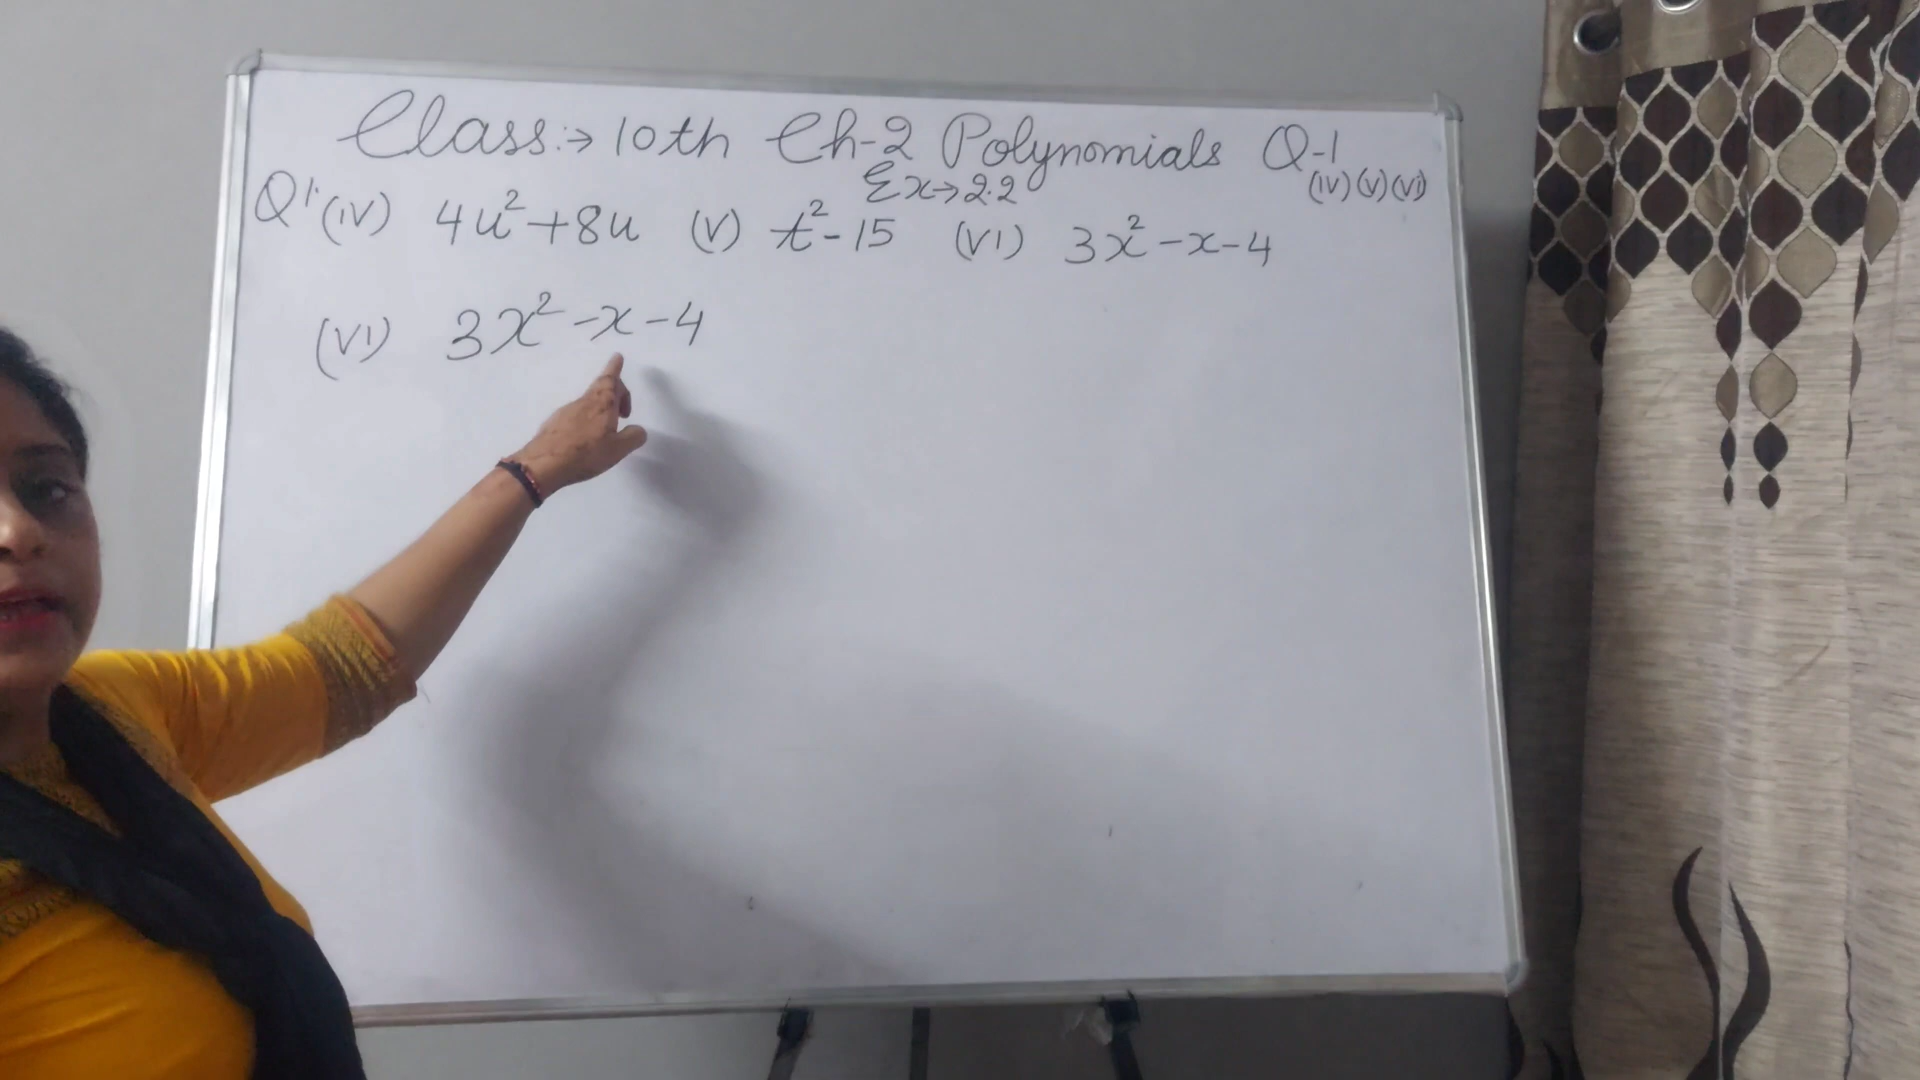 Class:→ 10th Ch-2 Polynomials Q-1
Ex→2.2 (iv) (v) (vi)
Q1. (iv) 4u²+8u (v) t²-15 (vi) 3x²-x-4
(vi) 3x²-x-4